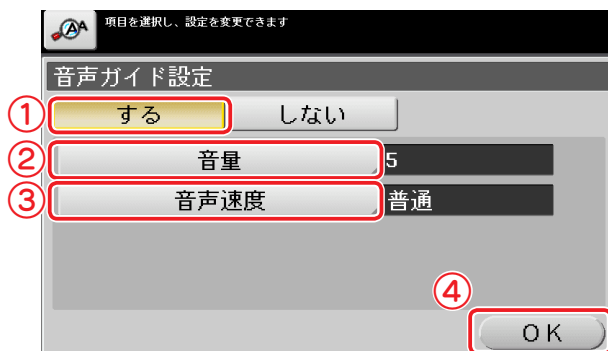 項目を選択し、設定を変更できます
音声ガイド設定
① する しない
② 音量 5
③ 音声速度 普通
④
OK